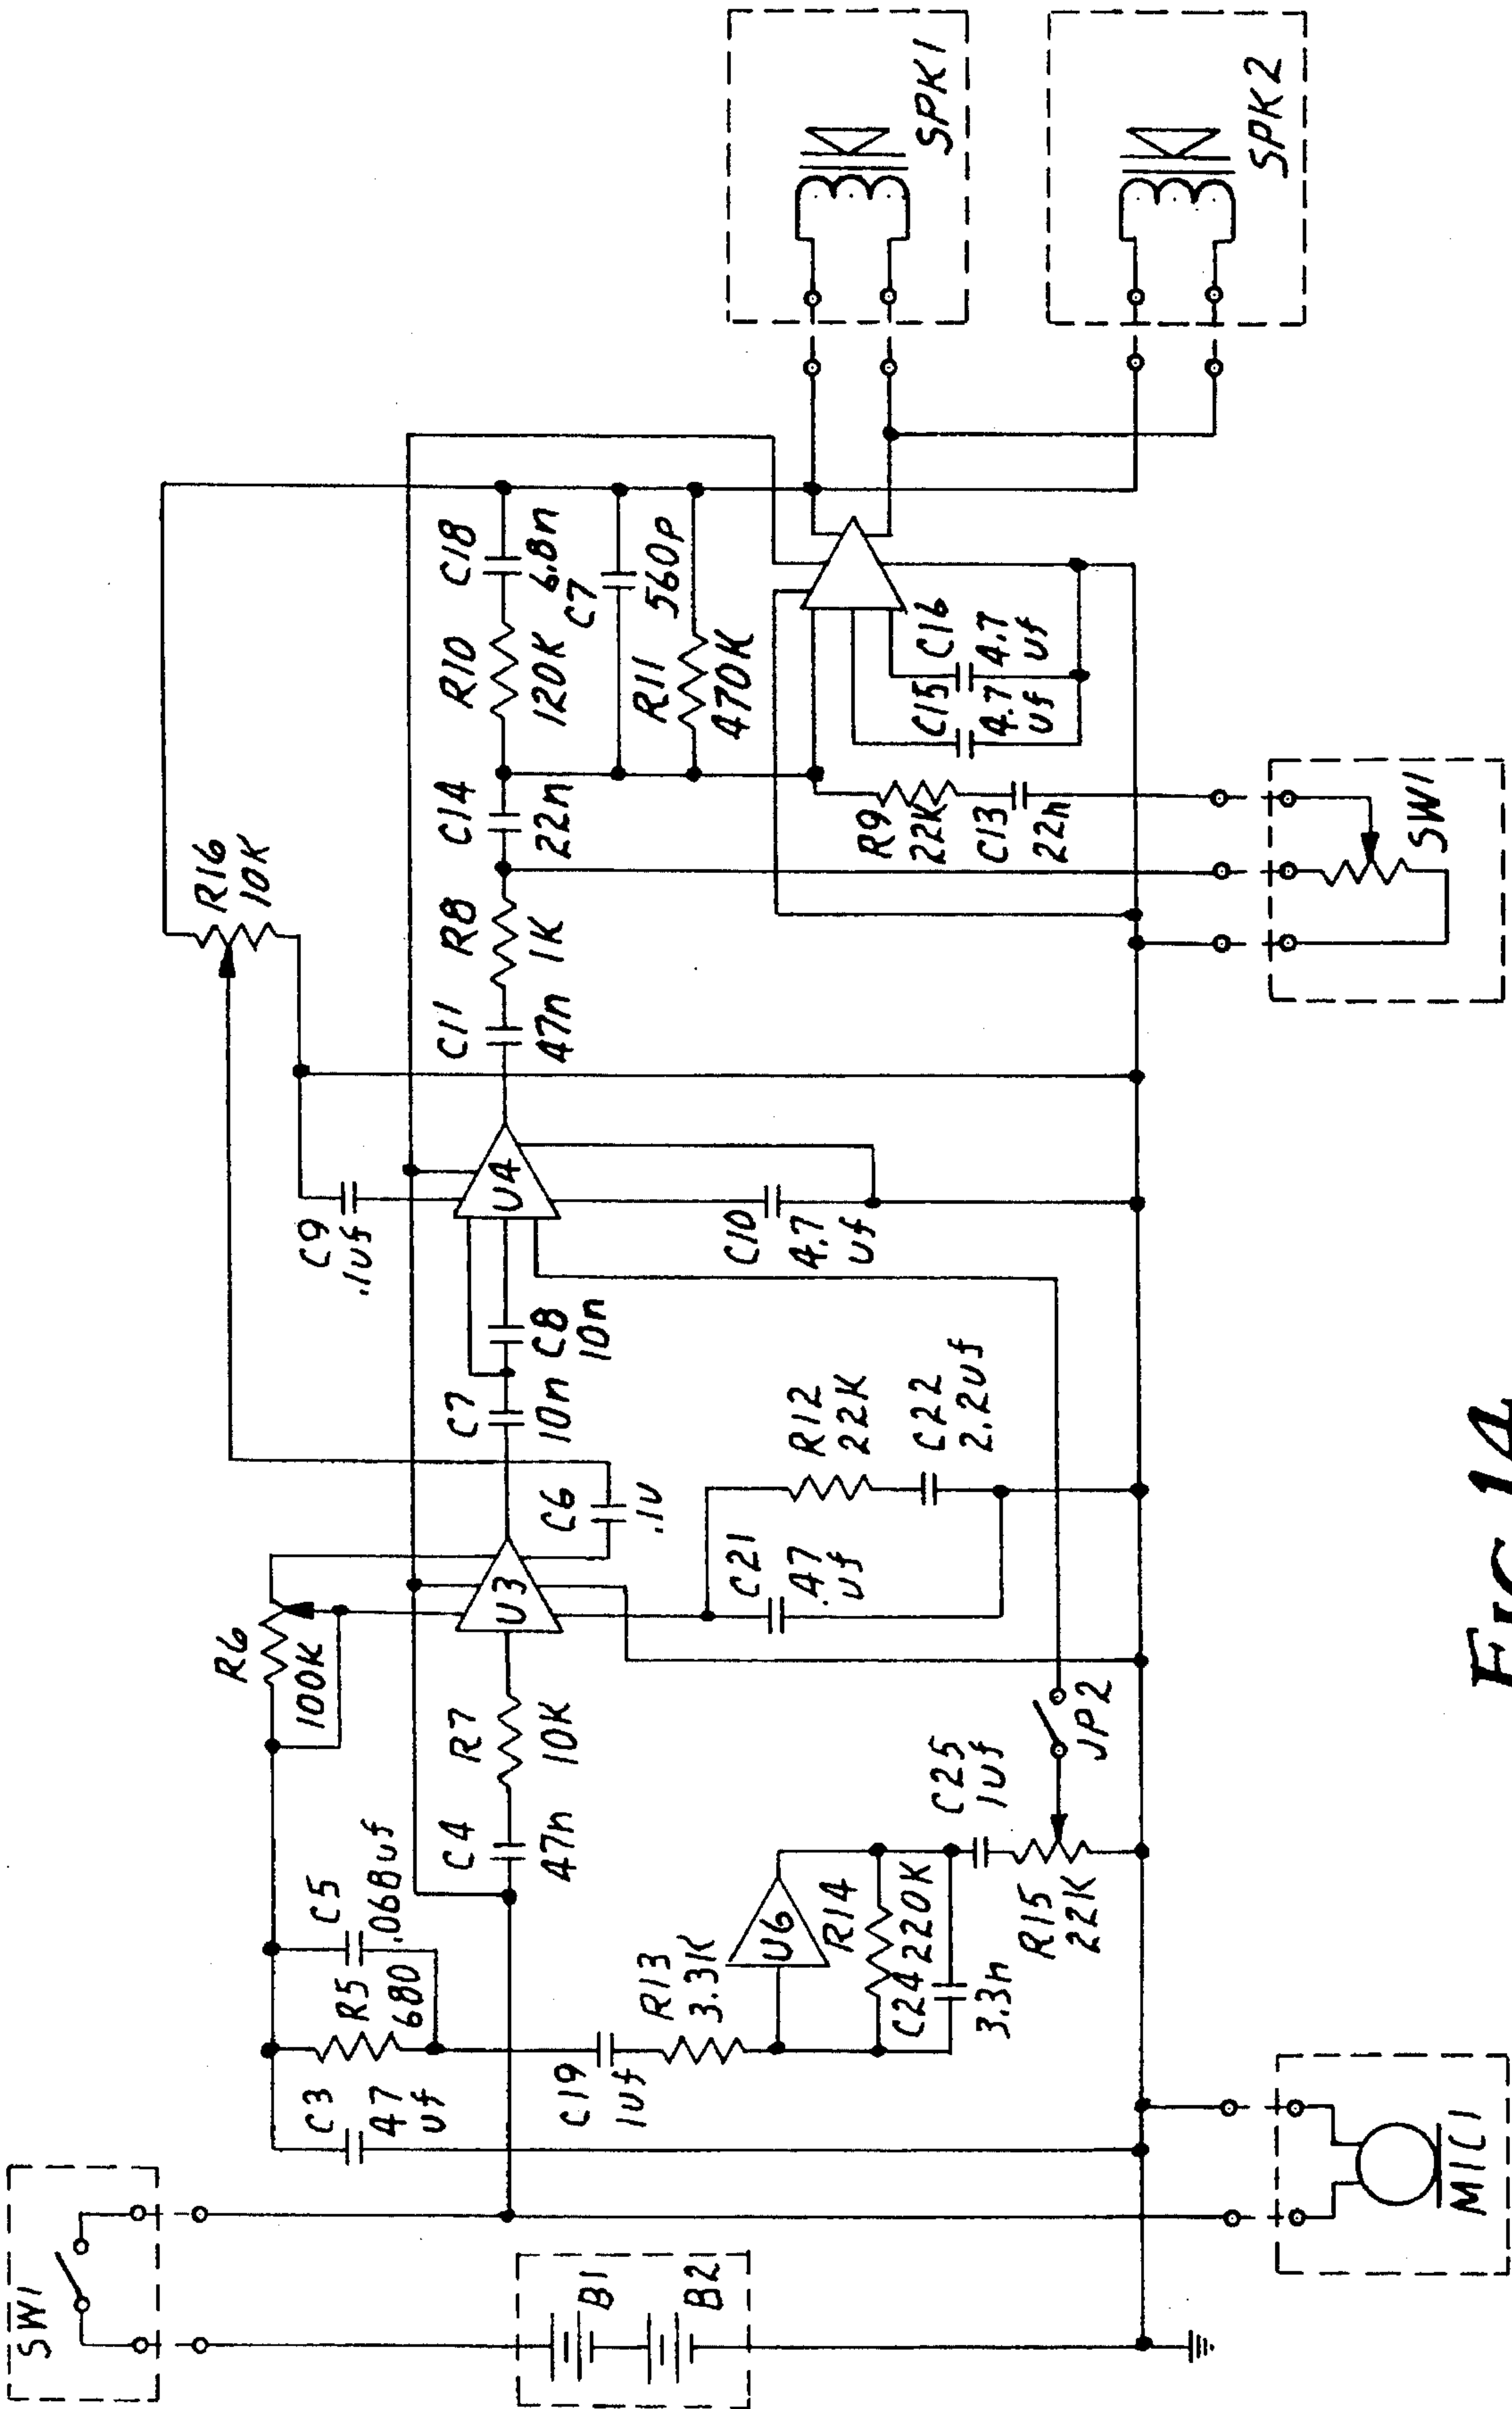 SW1
B1
B2
C3
47
uf
R5
680
C5
.068uf
R6
100K
C4
47n
R7
10K
U3
C19
1uf
R13
3.3K
U6
R14
220K
C24
3.3n
C25
1uf
R15
22K
JP2
MIC1
C6
.1U
C7
10n
C8
10n
C21
.47
uf
R12
22K
C22
2.2uf
C9
.1uf
U4
C10
4.7
uf
R16
10K
C11
47n
R8
1K
C14
22n
R10
120K
C18
6.8n
C7
560p
R11
470K
R9
22K
C13
22n
C15
4.7
uf
C16
4.7
uf
SW1
SPK1
SPK2
FIG. 14